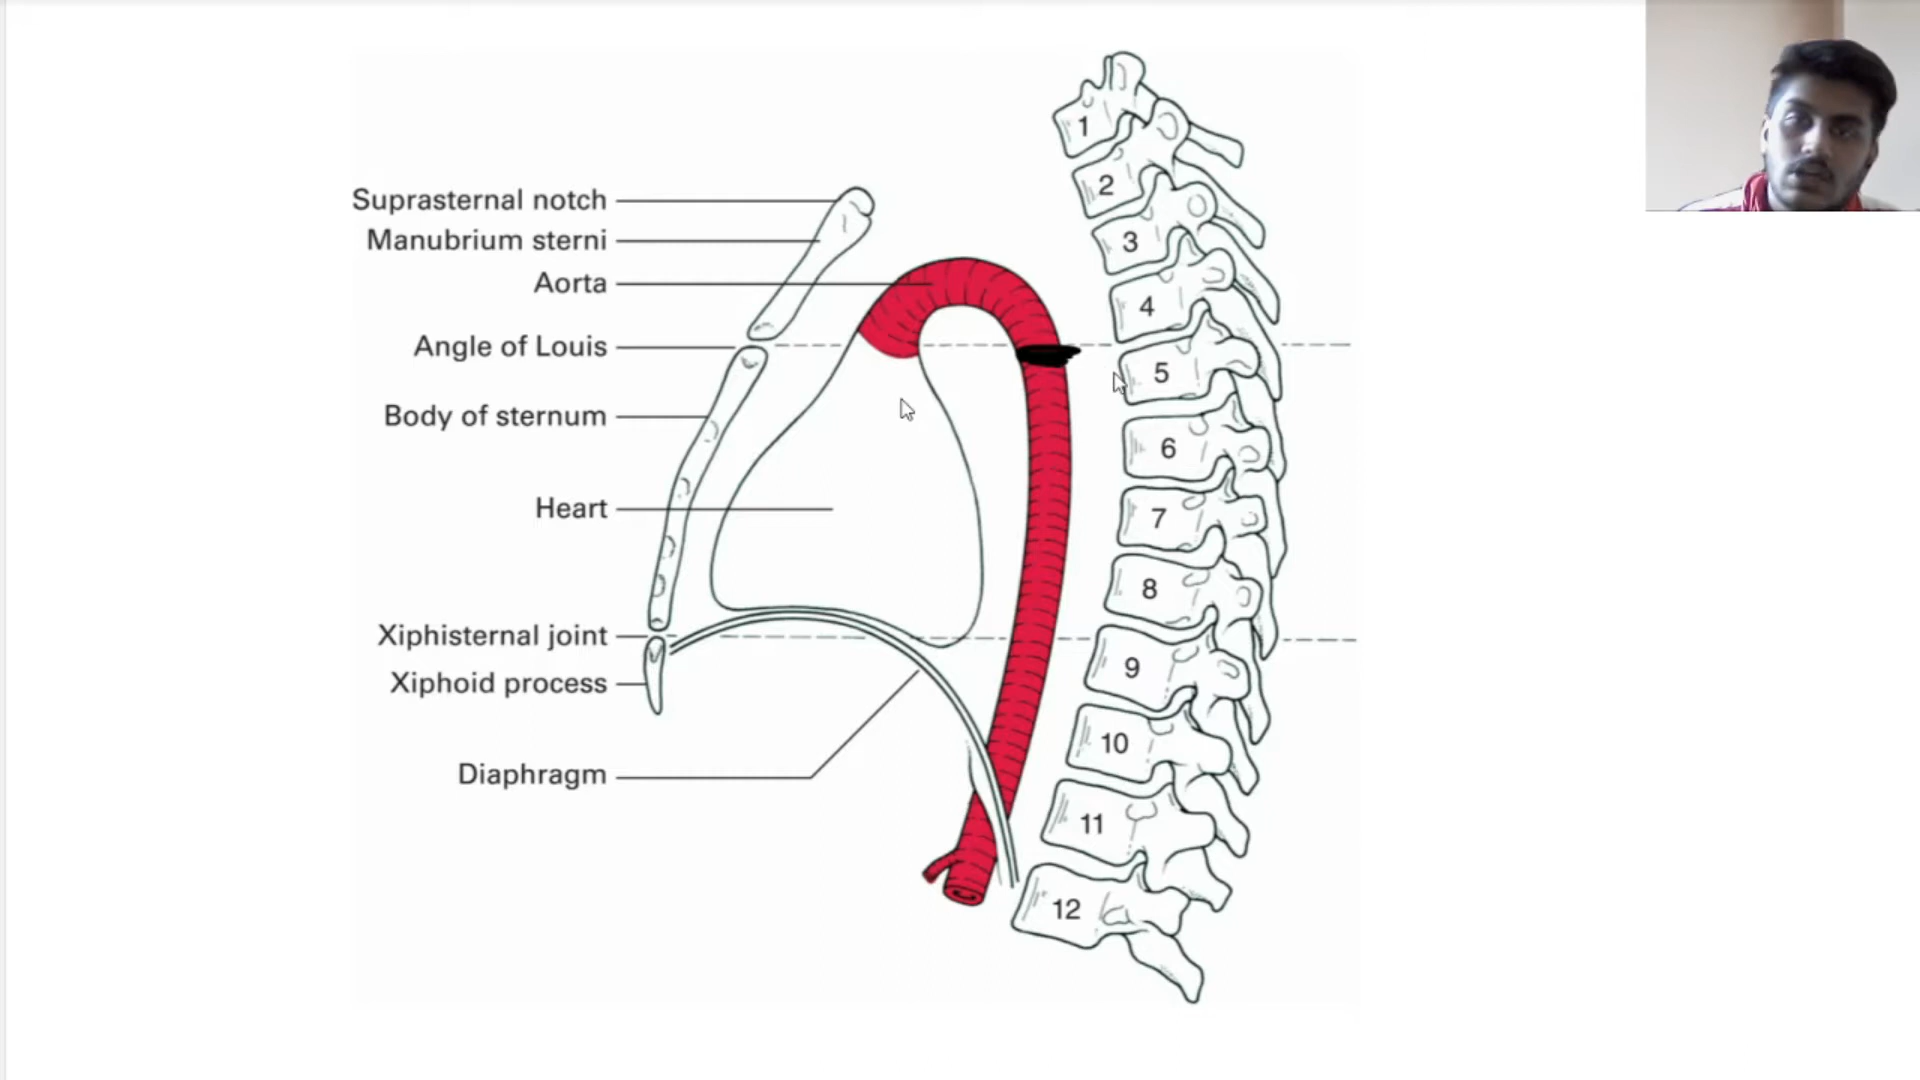 Suprasternal notch
Manubrium sterni
Aorta
Angle of Louis
Body of sternum
Heart
Xiphisternal joint
Xiphoid process
Diaphragm
1
2
3
4
5
6
7
8
9
10
11
12